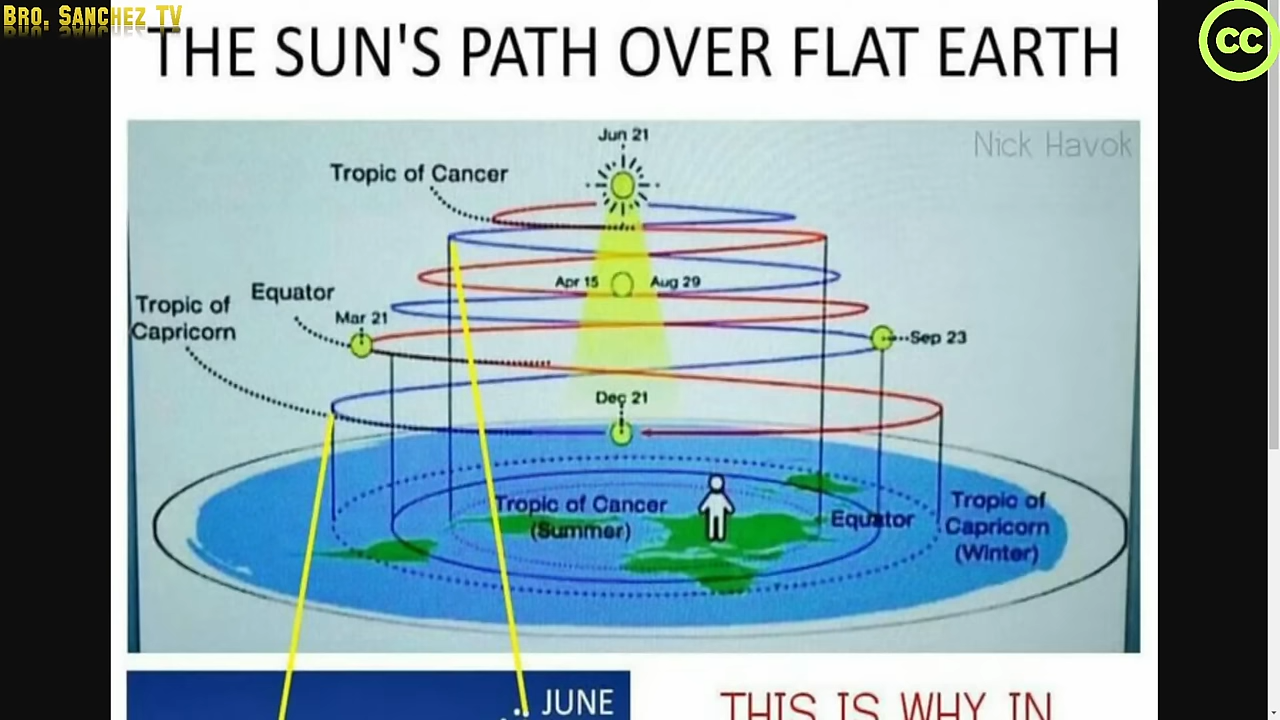 BRO. SANCHEZ TV
CC
THE SUN'S PATH OVER FLAT EARTH
Nick Havok
Jun 21
Tropic of Cancer
Apr 15
Aug 29
Equator
Tropic of
Capricorn
Mar 21
Sep 23
Dec 21
Tropic of Cancer
(Summer)
Equator
Tropic of
Capricorn
(Winter)
JUNE
THIS IS WHY IN